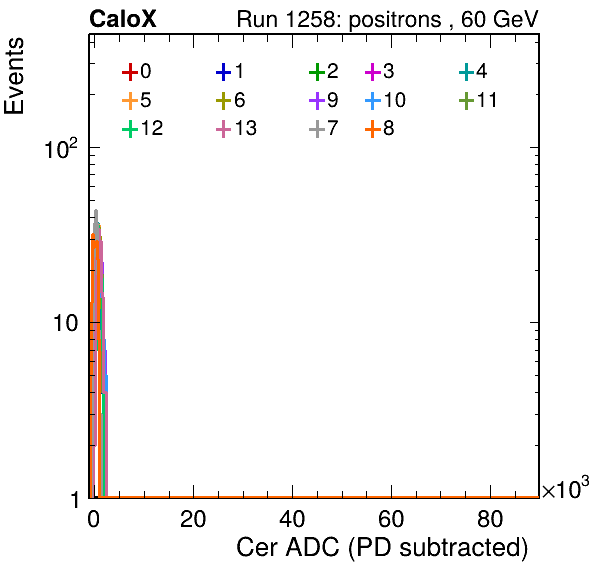 CaloX Run 1258: positrons , 60 GeV
Events
0 1 2 3 4
5 6 9 10 11
12 13 7 8
10²
10
1
0 20 40 60 80 ×10³
Cer ADC (PD subtracted)